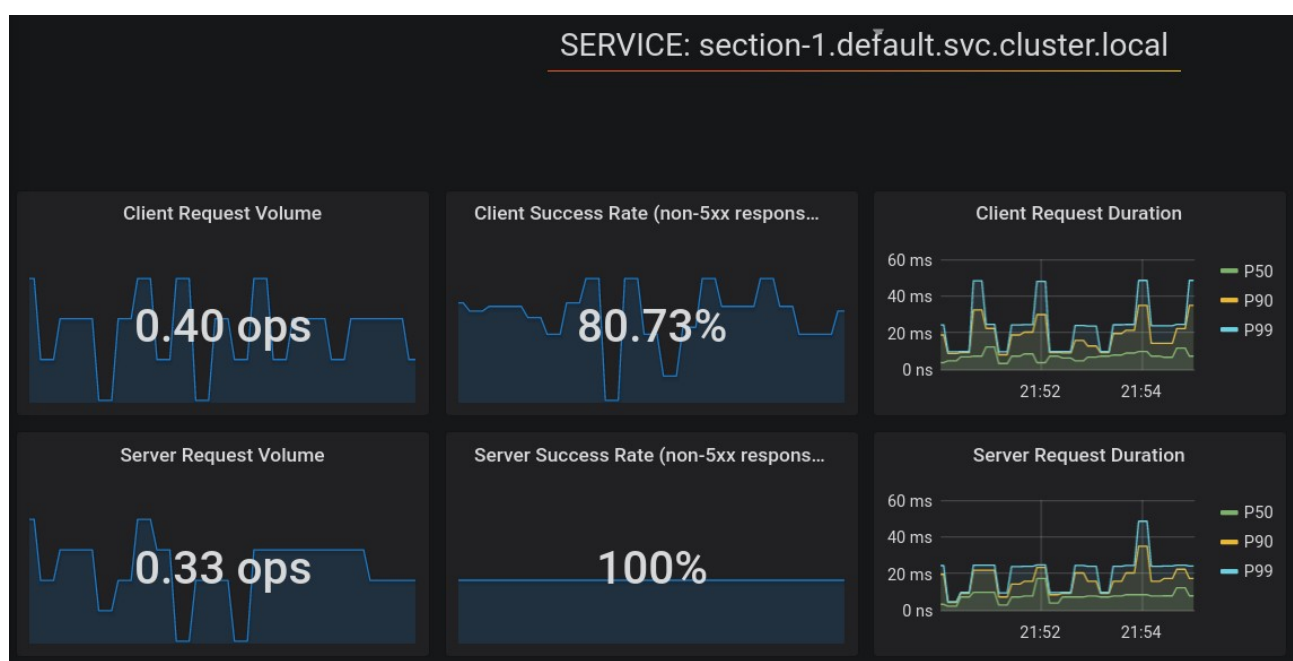 SERVICE: section-1.default.svc.cluster.local
Client Request Volume
0.40 ops
Client Success Rate (non-5xx respons...
80.73%
Client Request Duration
60 ms
40 ms
20 ms
0 ns
21:52
21:54
P50
P90
P99
Server Request Volume
0.33 ops
Server Success Rate (non-5xx respons...
100%
Server Request Duration
60 ms
40 ms
20 ms
0 ns
21:52
21:54
P50
P90
P99